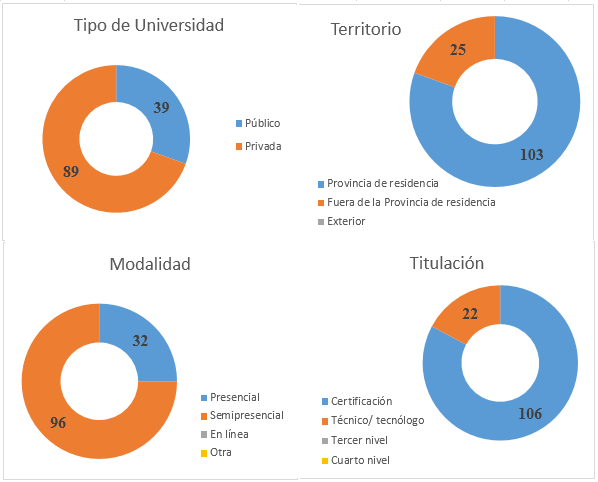 Tipo de Universidad
39
89
Público
Privada
Territorio
25
103
Provincia de residencia
Fuera de la Provincia de residencia
Exterior
Modalidad
32
96
Presencial
Semipresencial
En línea
Otra
Titulación
22
106
Certificación
Técnico/ tecnólogo
Tercer nivel
Cuarto nivel